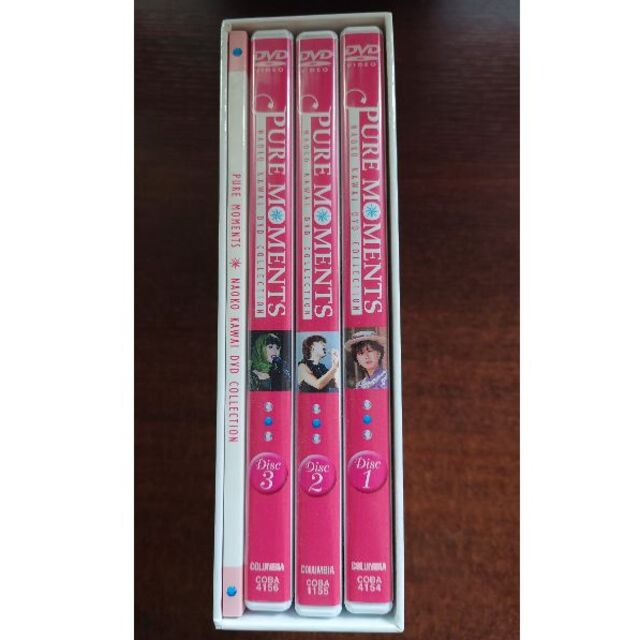 PURE MOMENTS ✳ NAOKO KAWAI DVD COLLECTION
DVD
VIDEO
PURE MOMENTS
NAOKO KAWAI DVD COLLECTION
Disc
3
COLUMBIA
COBA
4156
DVD
VIDEO
PURE MOMENTS
NAOKO KAWAI DVD COLLECTION
Disc
2
COLUMBIA
COBA
4155
DVD
VIDEO
PURE MOMENTS
NAOKO KAWAI DVD COLLECTION
Disc
1
COLUMBIA
COBA
4154